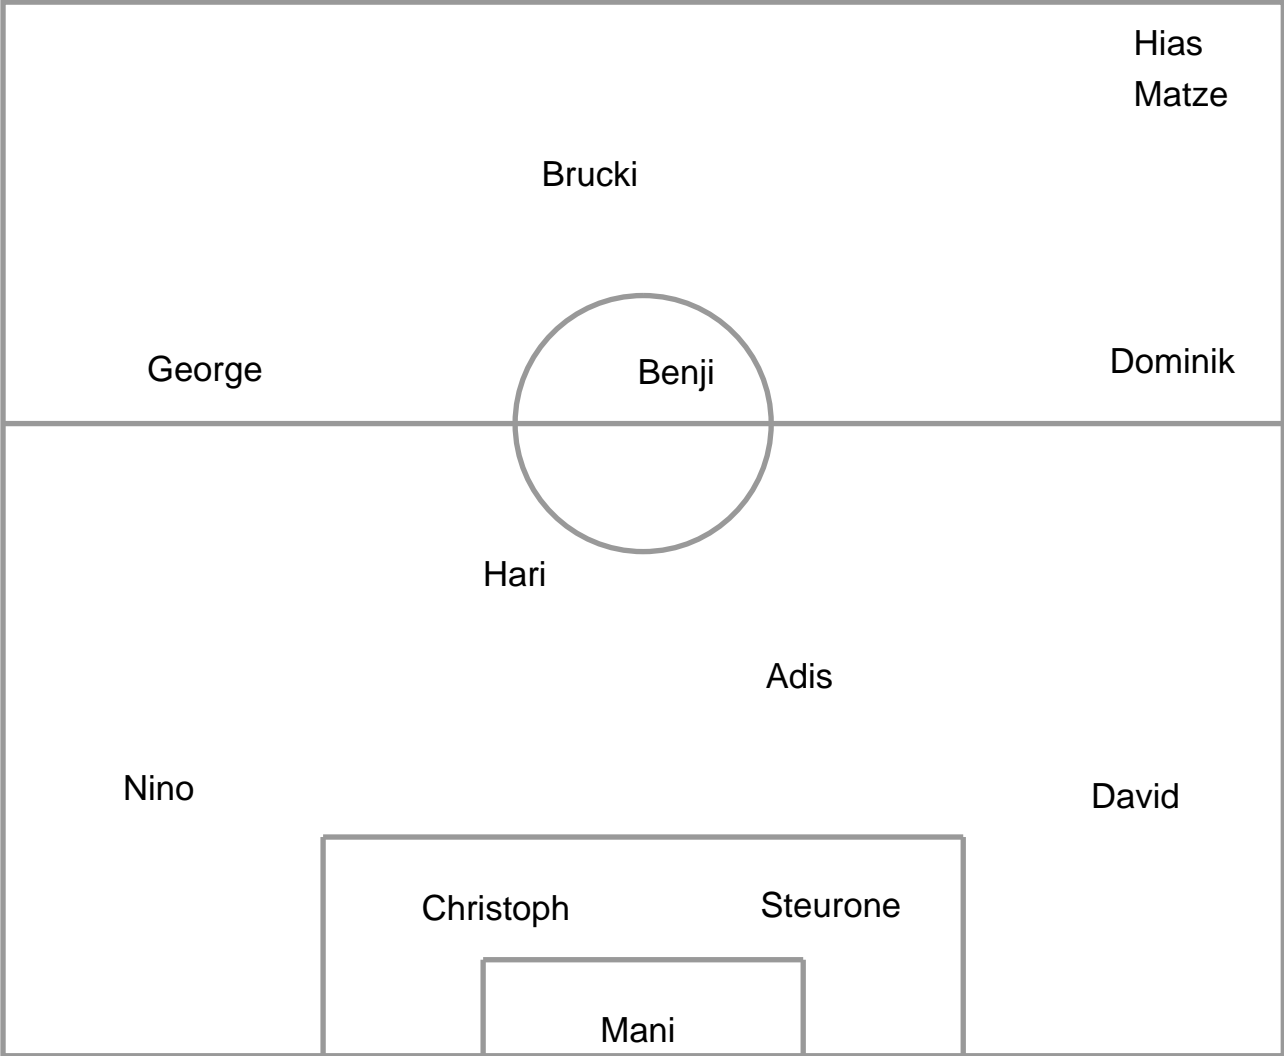 Hias
Matze
Brucki
George
Benji
Dominik
Hari
Adis
Nino
David
Christoph
Steurone
Mani